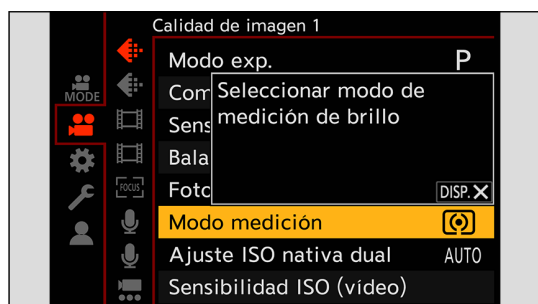 Calidad de imagen 1
MODE
FOCUS
Modo exp. P
Com
Sens
Bala
Foto
Seleccionar modo de
medición de brillo
DISP.
Modo medición
Ajuste ISO nativa dual AUTO
Sensibilidad ISO (vídeo)